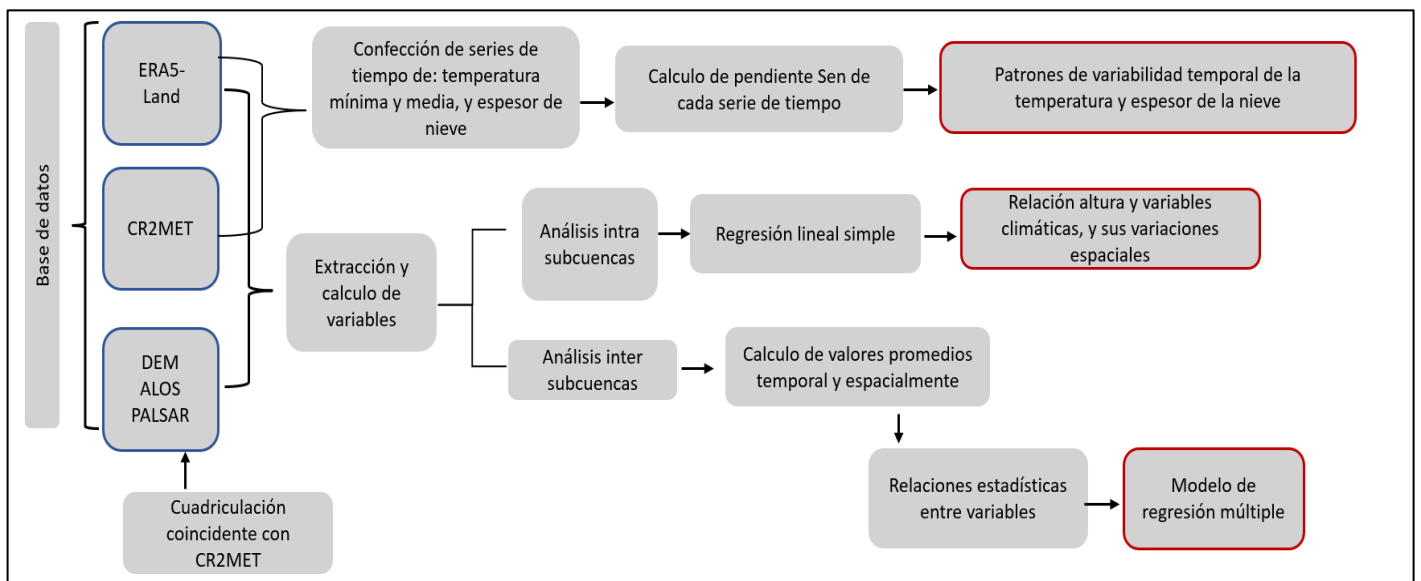 Base de datos
ERA5-
Land
CR2MET
DEM
ALOS
PALSAR
Cuadriculación
coincidente con
CR2MET
Confección de series de
tiempo de: temperatura
mínima y media, y espesor de
nieve
Calculo de pendiente Sen de
cada serie de tiempo
Patrones de variabilidad temporal de la
temperatura y espesor de la nieve
Extracción y
calculo de
variables
Análisis intra
subcuencas
Regresión lineal simple
Relación altura y variables
climáticas, y sus variaciones
espaciales
Análisis inter
subcuencas
Calculo de valores promedios
temporal y espacialmente
Relaciones estadísticas
entre variables
Modelo de
regresión múltiple